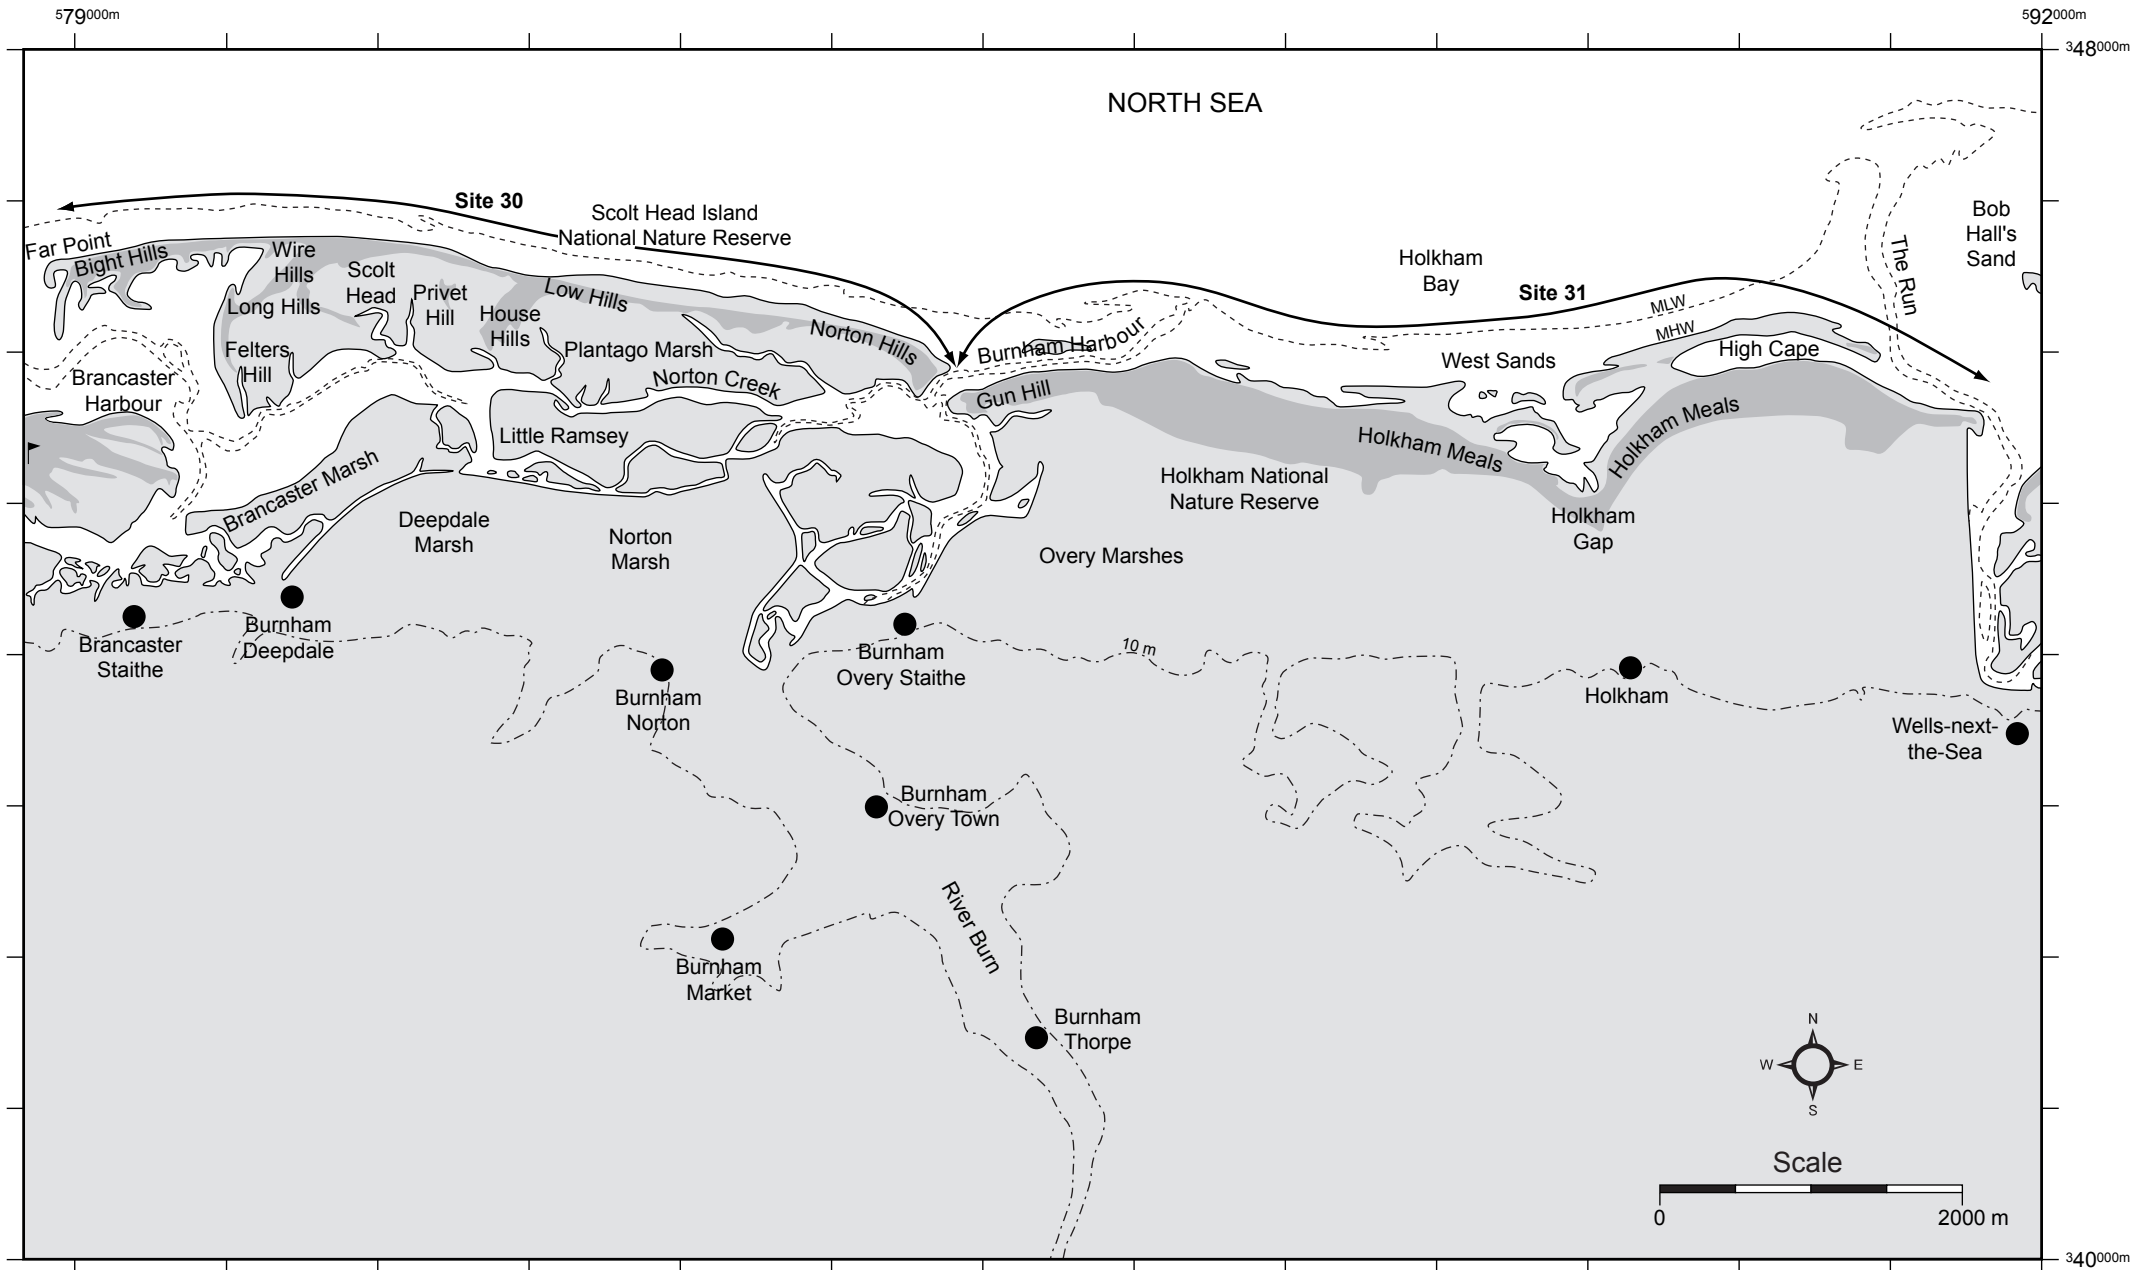 579000m
592000m
348000m
NORTH SEA
Site 30
Scolt Head Island
National Nature Reserve
Bob
Hall's
Sand
Far Point
Bight Hills
Wire
Hills
Scolt
Head
Long Hills
Privet
Hill
House
Hills
Low Hills
Norton Hills
Holkham
Bay
Site 31
The Run
MLW
MHW
Burnham Harbour
High Cape
West Sands
Felters
Hill
Plantago Marsh
Norton Creek
Gun Hill
Brancaster
Harbour
Little Ramsey
Holkham Meals
Holkham Meals
Brancaster Marsh
Holkham National
Nature Reserve
Holkham
Gap
Deepdale
Marsh
Norton
Marsh
Overy Marshes
Brancaster
Staithe
Burnham
Deepdale
Burnham
Norton
Burnham
Overy Staithe
10 m
Holkham
Wells-next-
the-Sea
Burnham
Overy Town
River Burn
Burnham
Market
Burnham
Thorpe
N
W
E
S
Scale
0
2000 m
340000m